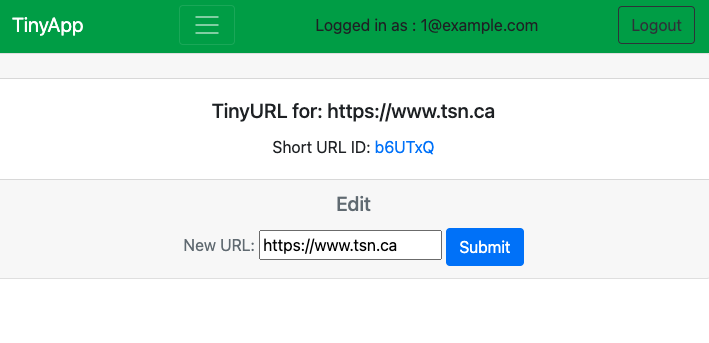 TinyApp
Logged in as : 1@example.com
Logout
TinyURL for: https://www.tsn.ca
Short URL ID: b6UTxQ
Edit
New URL: https://www.tsn.ca Submit